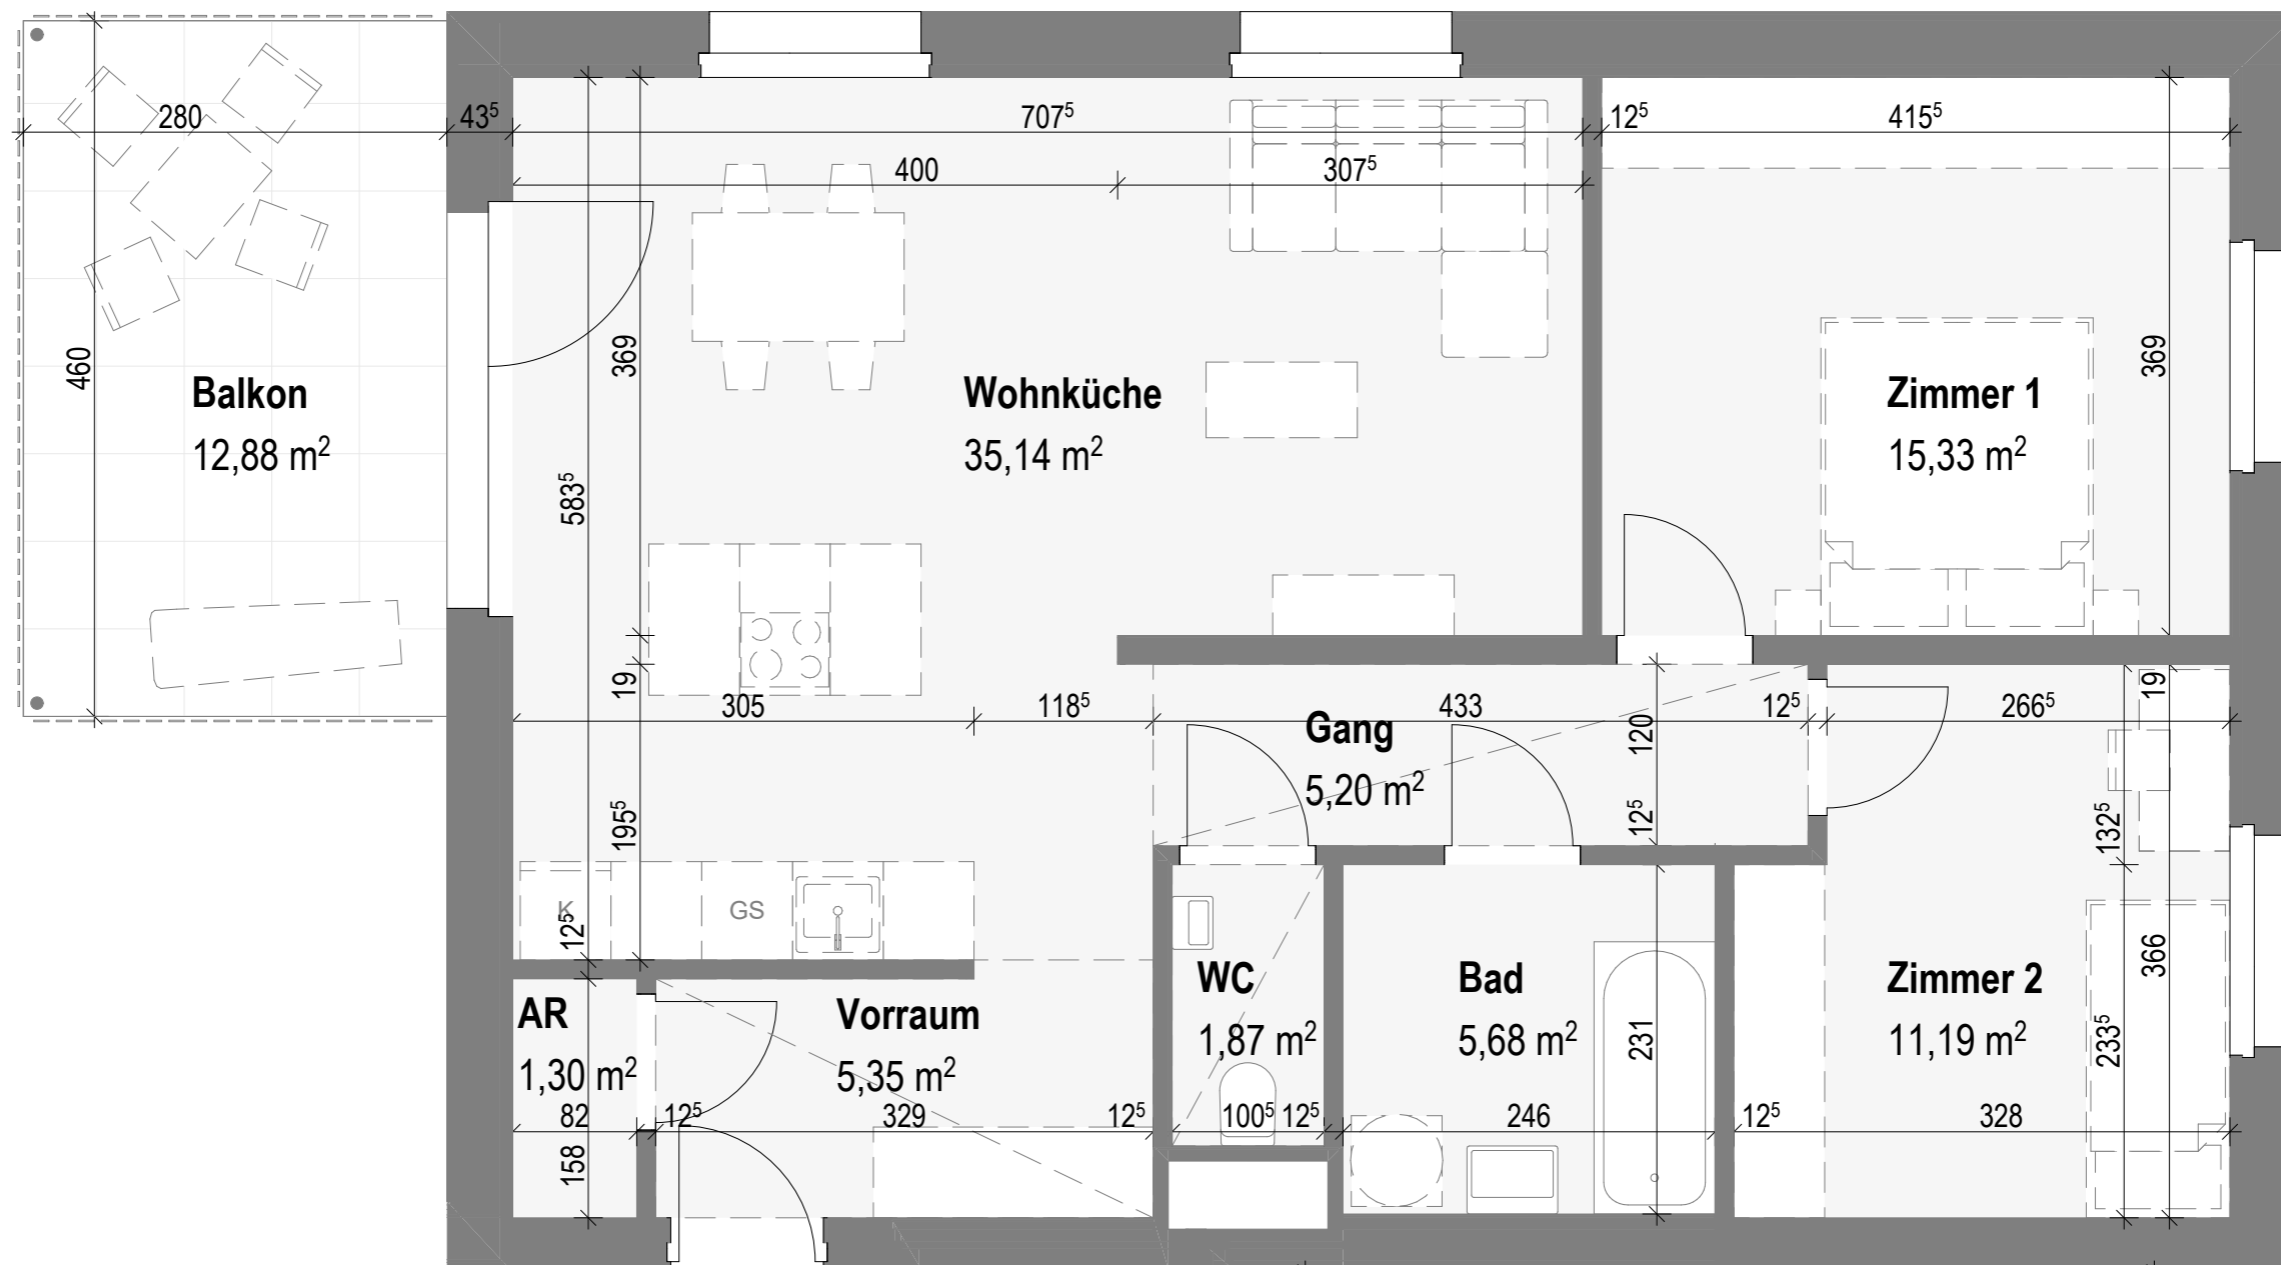 280
43⁵
707⁵
12⁵
415⁵
400
307⁵
460
369
369
583⁵
Balkon
12,88 m²
Wohnküche
35,14 m²
Zimmer 1
15,33 m²
19
19
305
118⁵
433
12⁵
266⁵
Gang
5,20 m²
120
12⁵
195⁵
132⁵
K
GS
12⁵
366
233⁵
231
AR
1,30 m²
Vorraum
5,35 m²
WC
1,87 m²
Bad
5,68 m²
Zimmer 2
11,19 m²
82
12⁵
329
12⁵
100⁵
12⁵
246
12⁵
328
158